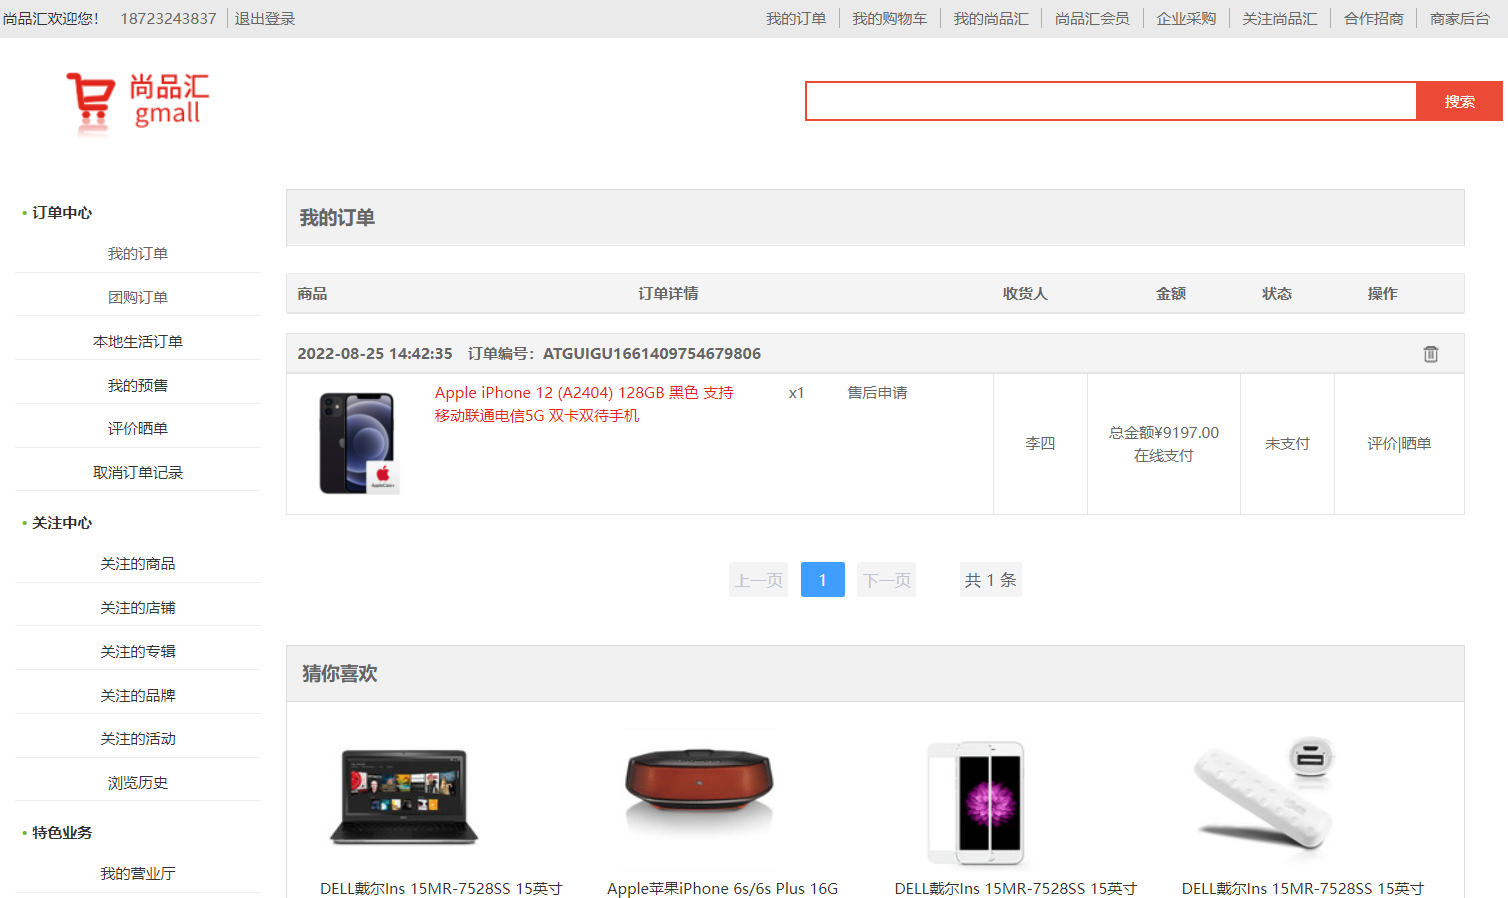 尚品汇欢迎您！ 18723243837 退出登录 我的订单 我的购物车 我的尚品汇 尚品汇会员 企业采购 关注尚品汇 合作招商 商家后台
尚品汇
gmall
搜索
订单中心
我的订单
团购订单
本地生活订单
我的预售
评价晒单
取消订单记录
关注中心
关注的商品
关注的店铺
关注的专辑
关注的品牌
关注的活动
浏览历史
特色业务
我的营业厅
我的订单
商品 订单详情 收货人 金额 状态 操作
2022-08-25 14:42:35 订单编号：ATGUIGU1661409754679806
Apple iPhone 12 (A2404) 128GB 黑色 支持
移动联通电信5G 双卡双待手机
x1
售后申请
李四
总金额¥9197.00
在线支付
未支付
评价|晒单
AppleCare+
上一页 1 下一页 共 1 条
猜你喜欢
DELL戴尔Ins 15MR-7528SS 15英寸
Apple苹果iPhone 6s/6s Plus 16G
DELL戴尔Ins 15MR-7528SS 15英寸
DELL戴尔Ins 15MR-7528SS 15英寸